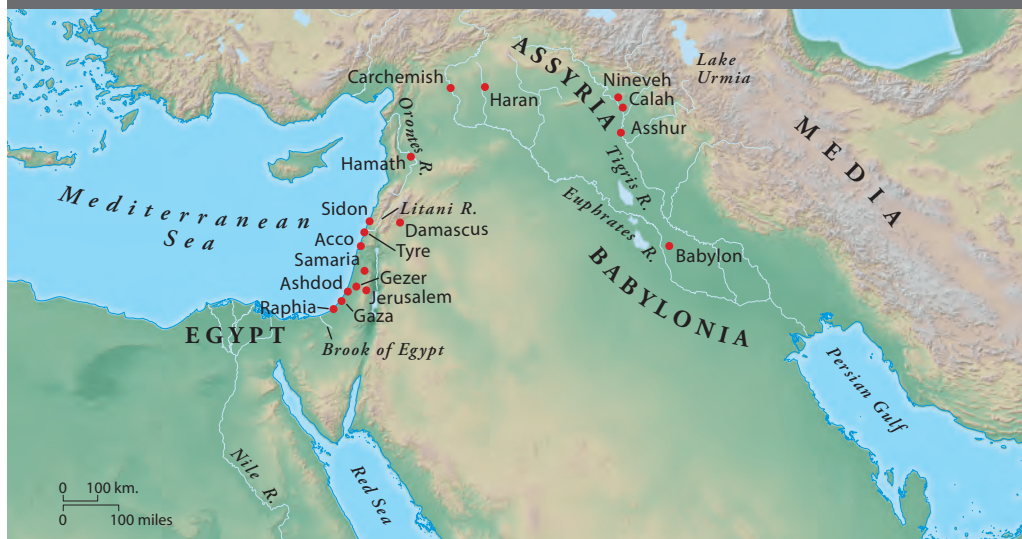 ASSYRIA
Lake
Urmia
Carchemish
Nineveh
Calah
Haran
Orontes R.
Asshur
MEDIA
Hamath
Tigris R.
Mediterranean
Sea
Sidon
Litani R.
Euphrates R.
Damascus
Acco
Tyre
Babylon
Samaria
BABYLONIA
Ashdod
Gezer
Jerusalem
Raphia
Gaza
EGYPT
Brook of Egypt
Persian Gulf
Nile R.
Red Sea
0 100 km.
0 100 miles